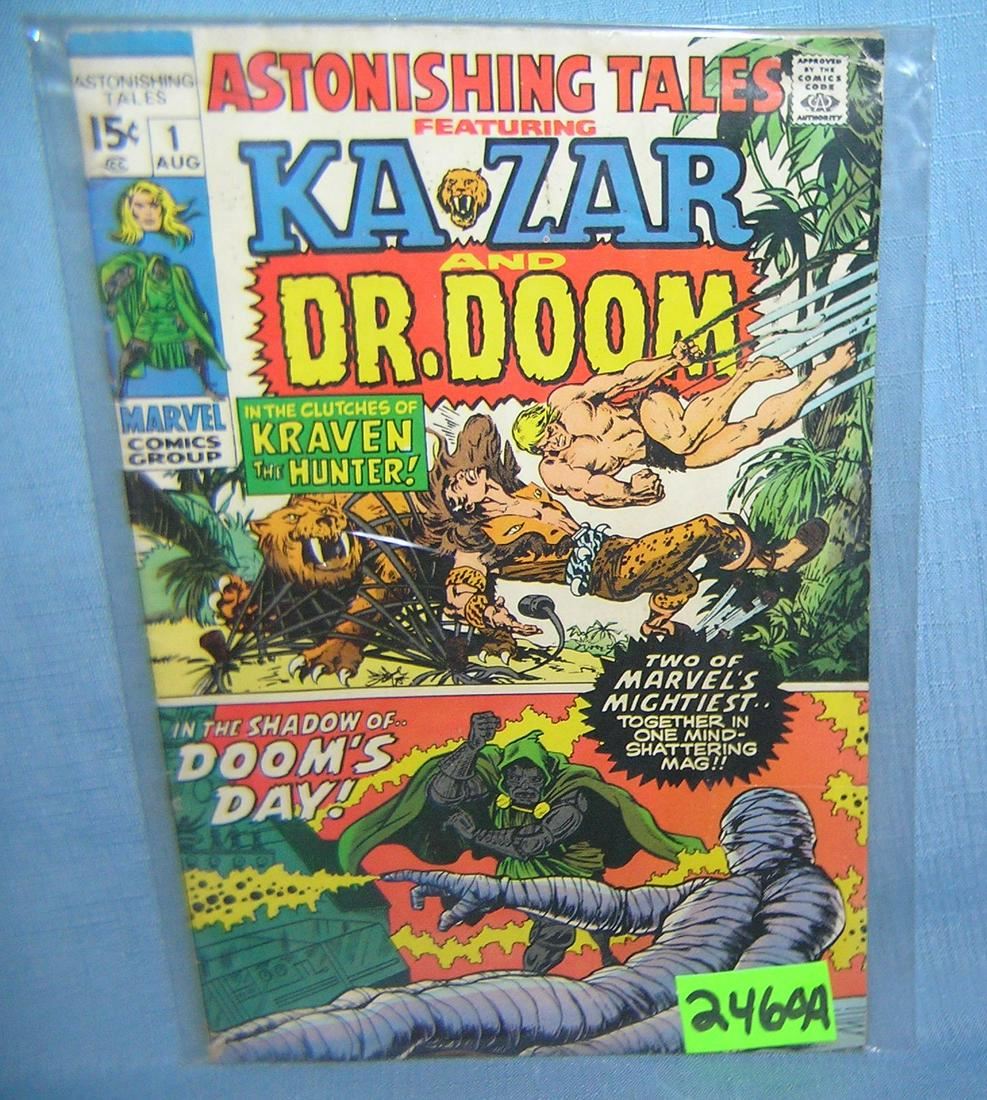 ASTONISHING
TALES
15¢
1
AUG
ASTONISHING TALES
FEATURING
KA-ZAR
AND
DR. DOOM
APPROVED
BY THE
COMICS
CODE
CA
AUTHORITY
MARVEL
COMICS
GROUP
IN THE CLUTCHES OF
KRAVEN
THE HUNTER!
TWO OF
MARVEL'S
MIGHTIEST..
TOGETHER IN
ONE MIND-
SHATTERING
MAG!!
IN THE SHADOW OF..
DOOM'S
DAY!